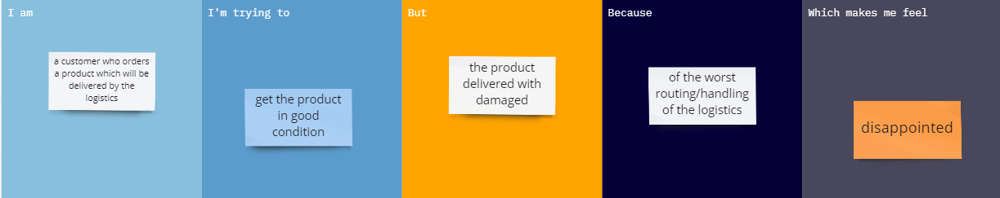 I am
a customer who orders
a product which will be
delivered by the
logistics
I'm trying to
get the product
in good
condition
But
the product
delivered with
damaged
Because
of the worst
routing/handling
of the logistics
Which makes me feel
disappointed